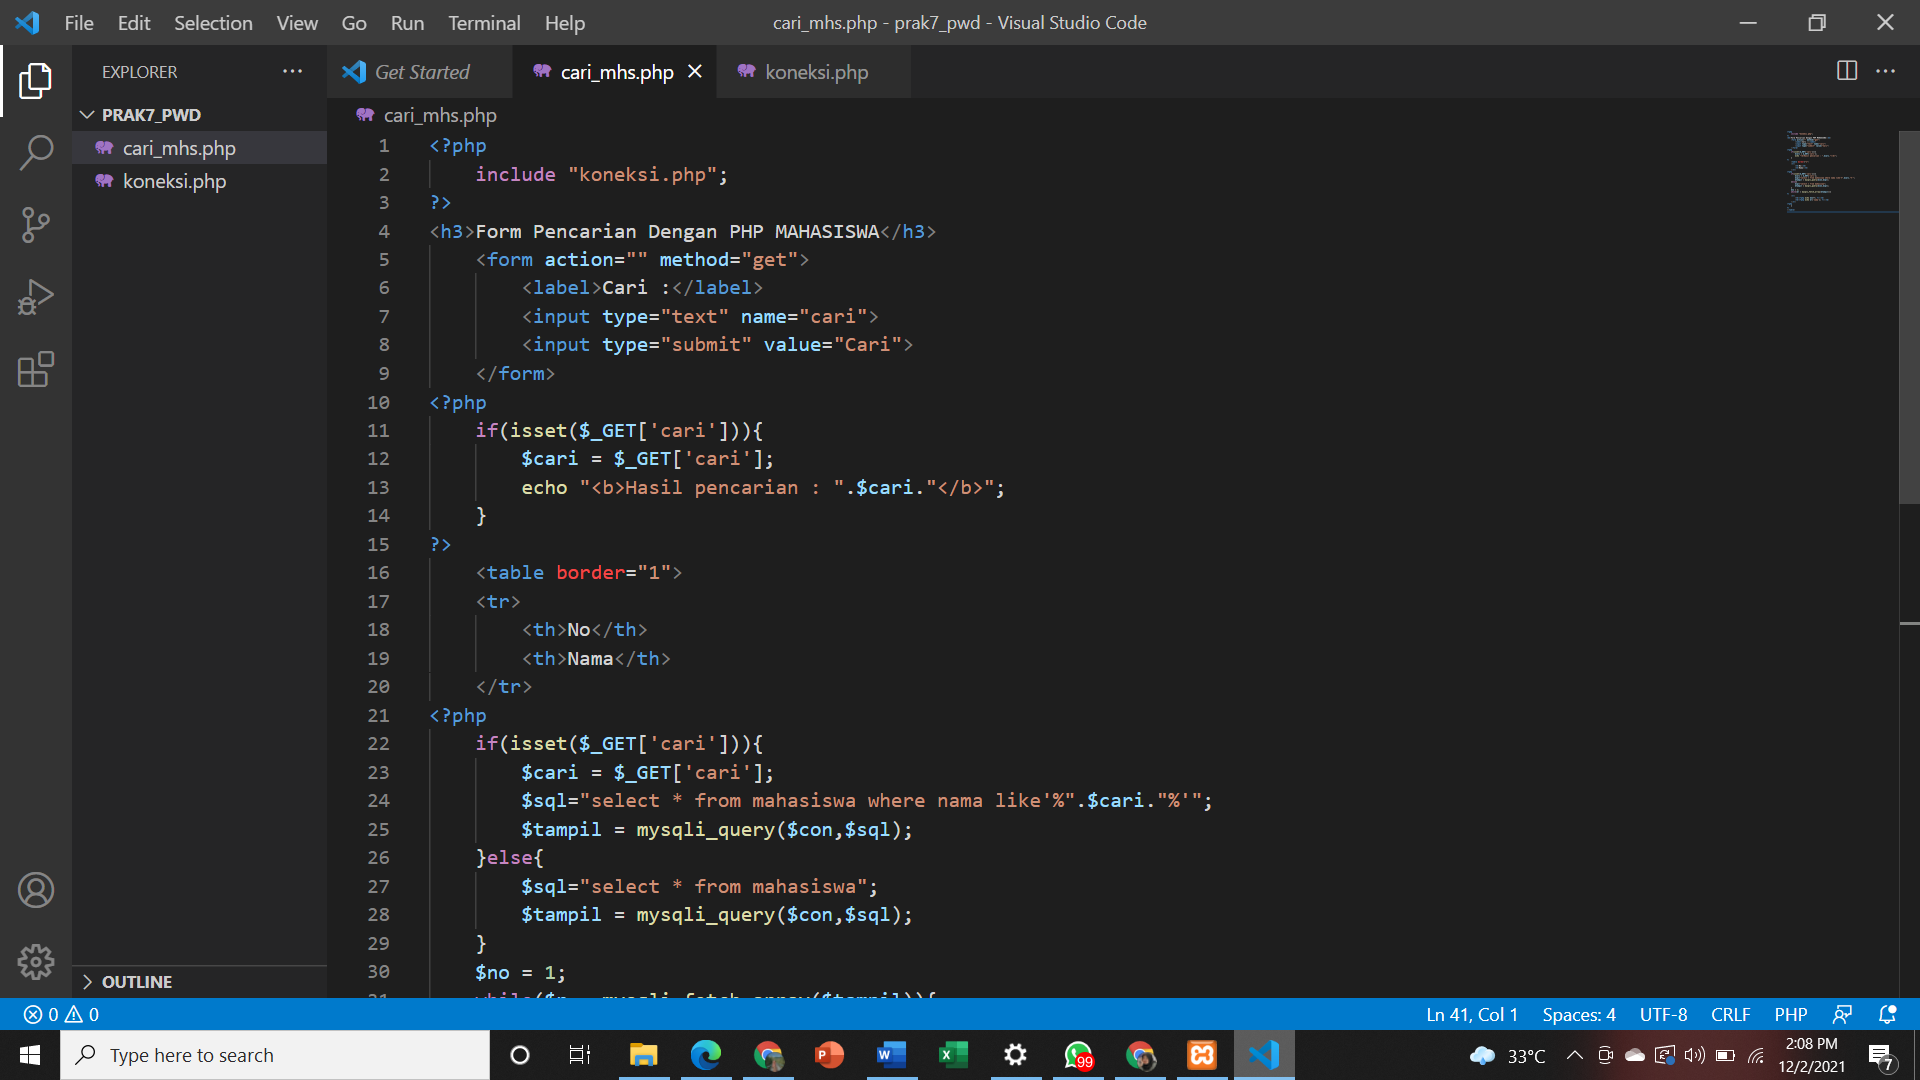 File Edit Selection View Go Run Terminal Help
cari_mhs.php - prak7_pwd - Visual Studio Code
EXPLORER
PRAK7_PWD
cari_mhs.php
koneksi.php
OUTLINE
Get Started
cari_mhs.php
koneksi.php
cari_mhs.php
1 <?php
2 include "koneksi.php";
3 ?>
4 <h3>Form Pencarian Dengan PHP MAHASISWA</h3>
5 <form action="" method="get">
6 <label>Cari :</label>
7 <input type="text" name="cari">
8 <input type="submit" value="Cari">
9 </form>
10 <?php
11 if(isset($_GET['cari'])){
12 $cari = $_GET['cari'];
13 echo "<b>Hasil pencarian : ".$cari."</b>";
14 }
15 ?>
16 <table border="1">
17 <tr>
18 <th>No</th>
19 <th>Nama</th>
20 </tr>
21 <?php
22 if(isset($_GET['cari'])){
23 $cari = $_GET['cari'];
24 $sql="select * from mahasiswa where nama like'%".$cari."%'";
25 $tampil = mysqli_query($con,$sql);
26 }else{
27 $sql="select * from mahasiswa";
28 $tampil = mysqli_query($con,$sql);
29 }
30 $no = 1;
0 0
Ln 41, Col 1 Spaces: 4 UTF-8 CRLF PHP
Type here to search
99
33°C
2:08 PM
12/2/2021
7